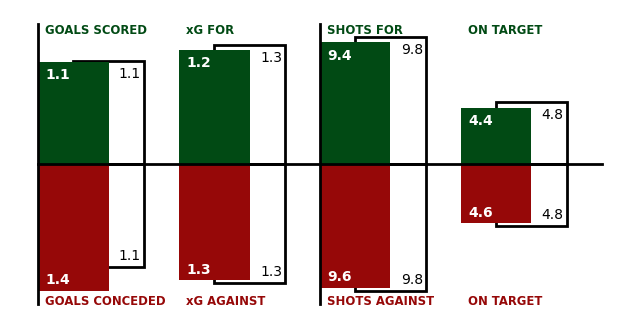 GOALS SCORED xG FOR SHOTS FOR ON TARGET
1.1 1.1 1.2 1.3 9.4 9.8 4.4 4.8
1.4 1.1 1.3 1.3 9.6 9.8 4.6 4.8
GOALS CONCEDED xG AGAINST SHOTS AGAINST ON TARGET